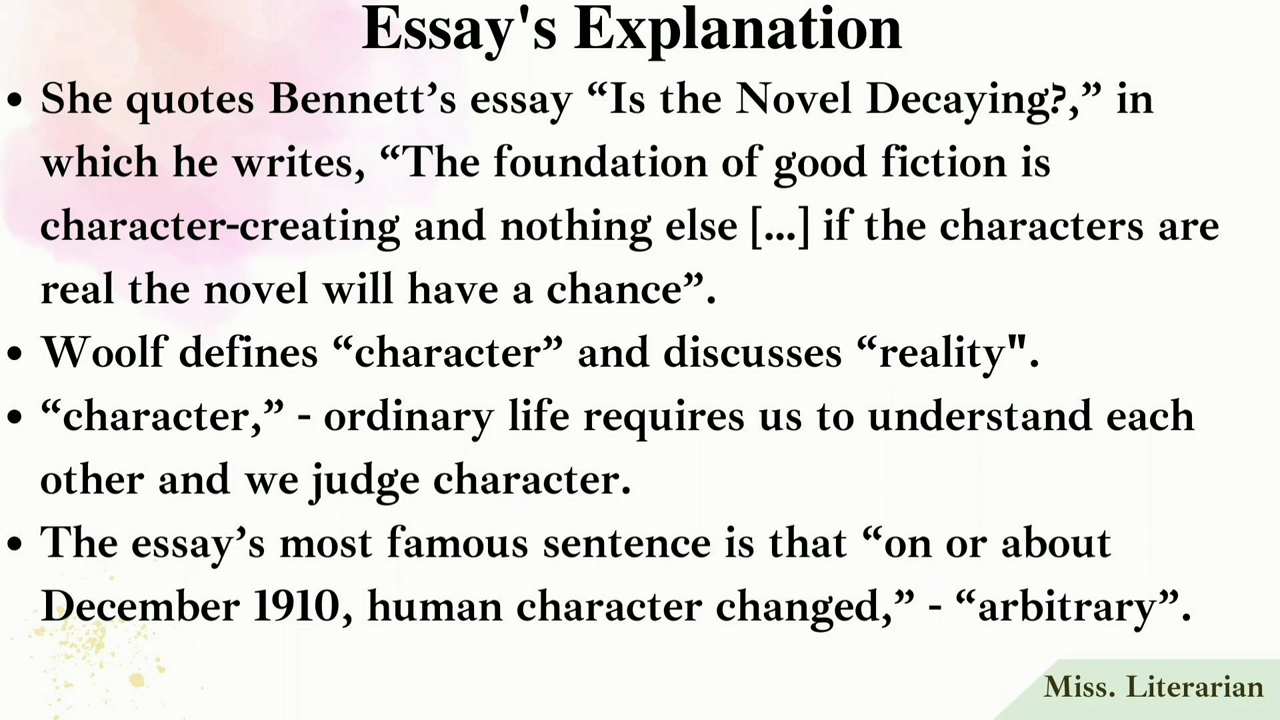 Essay's Explanation
• She quotes Bennett’s essay “Is the Novel Decaying?,” in
which he writes, “The foundation of good fiction is
character-creating and nothing else [...] if the characters are
real the novel will have a chance”.
• Woolf defines “character” and discusses “reality".
• “character,” - ordinary life requires us to understand each
other and we judge character.
• The essay’s most famous sentence is that “on or about
December 1910, human character changed,” - “arbitrary”.
Miss. Literarian